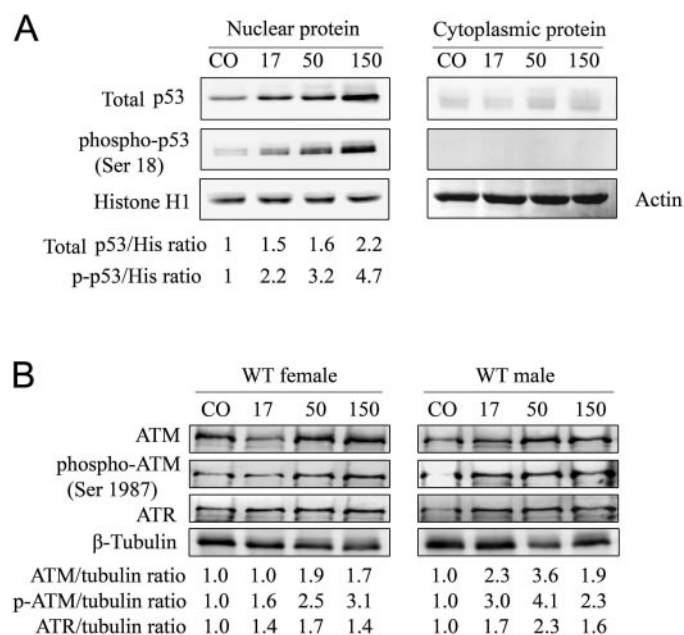 A
Nuclear protein Cytoplasmic protein
CO 17 50 150 CO 17 50 150
Total p53
phospho-p53
(Ser 18)
Histone H1 Actin
Total p53/His ratio 1 1.5 1.6 2.2
p-p53/His ratio 1 2.2 3.2 4.7
B
WT female WT male
CO 17 50 150 CO 17 50 150
ATM
phospho-ATM
(Ser 1987)
ATR
β-Tubulin
ATM/tubulin ratio 1.0 1.0 1.9 1.7 1.0 2.3 3.6 1.9
p-ATM/tubulin ratio 1.0 1.6 2.5 3.1 1.0 3.0 4.1 2.3
ATR/tubulin ratio 1.0 1.4 1.7 1.4 1.0 1.7 2.3 1.6